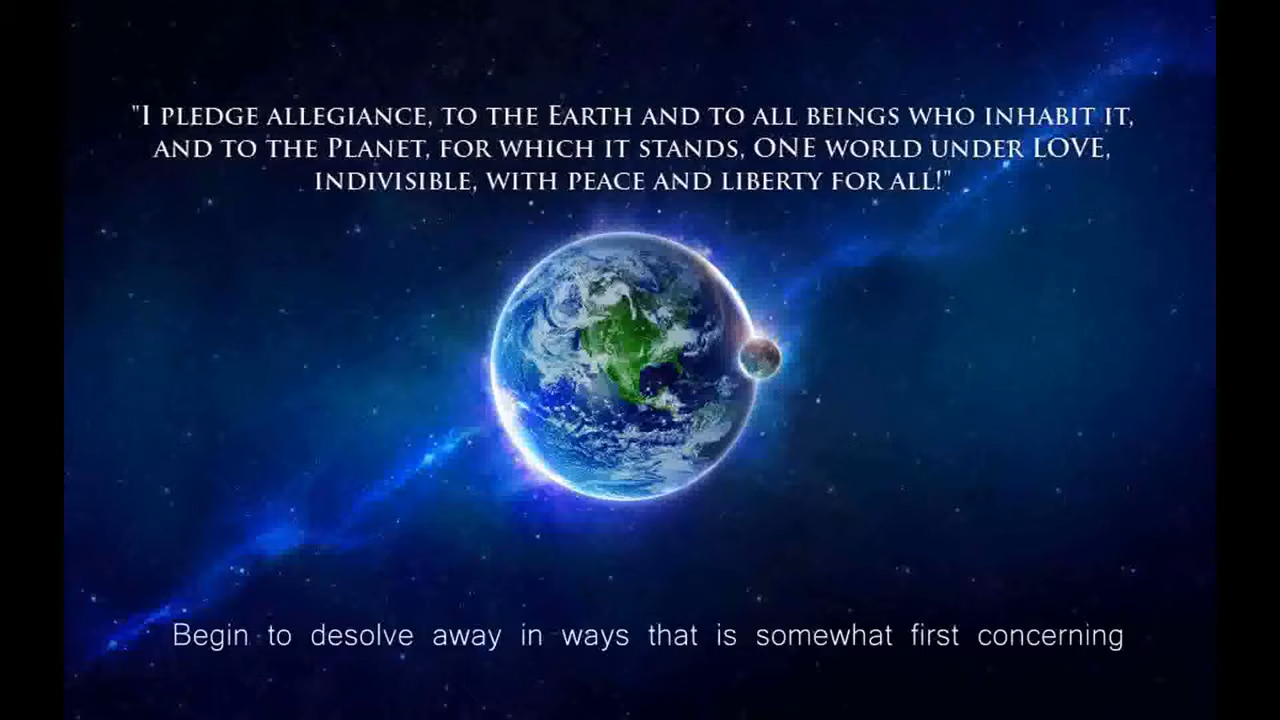 "I PLEDGE ALLEGIANCE, TO THE EARTH AND TO ALL BEINGS WHO INHABIT IT,
AND TO THE PLANET, FOR WHICH IT STANDS, ONE WORLD UNDER LOVE,
INDIVISIBLE, WITH PEACE AND LIBERTY FOR ALL!"
Begin to desolve away in ways that is somewhat first concerning